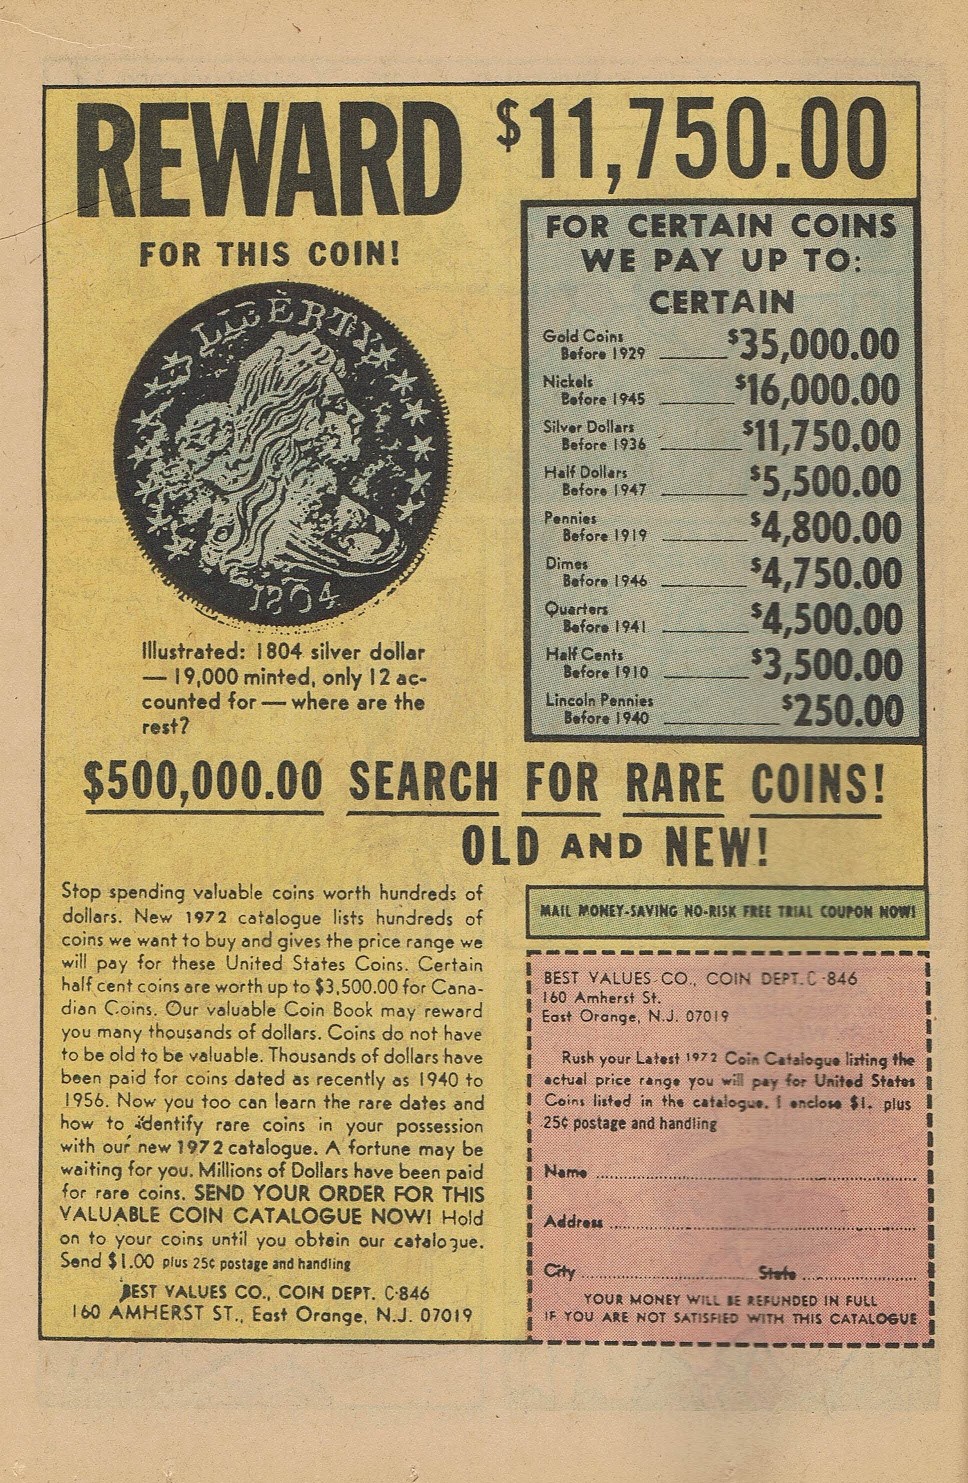 REWARD $11,750.00
FOR THIS COIN!
LIBERTY
1804
Illustrated: 1804 silver dollar
— 19,000 minted, only 12 ac-
counted for — where are the
rest?
FOR CERTAIN COINS
WE PAY UP TO:
CERTAIN
Gold Coins
Before 1929 $35,000.00
Nickels
Before 1945 $16,000.00
Silver Dollars
Before 1936 $11,750.00
Half Dollars
Before 1947 $5,500.00
Pennies
Before 1919 $4,800.00
Dimes
Before 1946 $4,750.00
Quarters
Before 1941 $4,500.00
Half Cents
Before 1910 $3,500.00
Lincoln Pennies
Before 1940 $250.00
$500,000.00 SEARCH FOR RARE COINS!
OLD AND NEW!
Stop spending valuable coins worth hundreds of
dollars. New 1972 catalogue lists hundreds of
coins we want to buy and gives the price range we
will pay for these United States Coins. Certain
half cent coins are worth up to $3,500.00 for Cana-
dian Coins. Our valuable Coin Book may reward
you many thousands of dollars. Coins do not have
to be old to be valuable. Thousands of dollars have
been paid for coins dated as recently as 1940 to
1956. Now you too can learn the rare dates and
how to identify rare coins in your possession
with our new 1972 catalogue. A fortune may be
waiting for you. Millions of Dollars have been paid
for rare coins. SEND YOUR ORDER FOR THIS
VALUABLE COIN CATALOGUE NOW! Hold
on to your coins until you obtain our catalogue.
Send $1.00 plus 25¢ postage and handling
BEST VALUES CO., COIN DEPT. C-846
160 AMHERST ST., East Orange, N.J. 07019
MAIL MONEY-SAVING NO-RISK FREE TRIAL COUPON NOW!
BEST VALUES CO., COIN DEPT. C-846
160 Amherst St.
East Orange, N.J. 07019
Rush your Latest 1972 Coin Catalogue listing the
actual price range you will pay for United States
Coins listed in the catalogue. I enclose $1. plus
25¢ postage and handling
Name
Address
City State
YOUR MONEY WILL BE REFUNDED IN FULL
IF YOU ARE NOT SATISFIED WITH THIS CATALOGUE